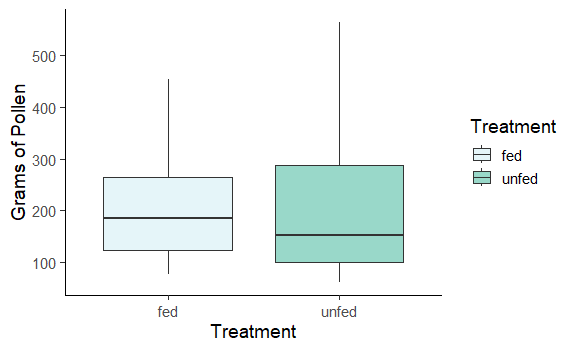 500
400
300
200
100
Grams of Pollen
fed
unfed
Treatment
Treatment
fed
unfed